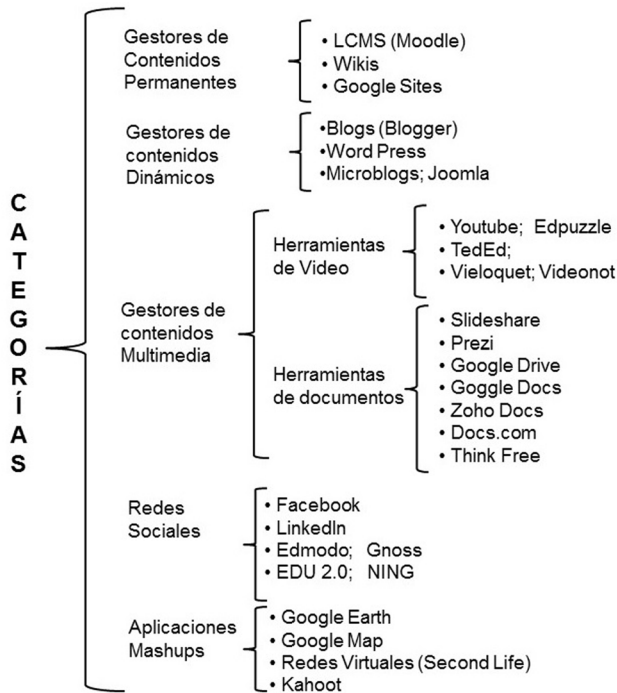 CATEGORÍAS
Gestores de
Contenidos
Permanentes
• LCMS (Moodle)
• Wikis
• Google Sites
Gestores de
contenidos
Dinámicos
•Blogs (Blogger)
•Word Press
•Microblogs; Joomla
Gestores de
contenidos
Multimedia
Herramientas
de Video
• Youtube; Edpuzzle
• TedEd;
• Vieloquet; Videonot
Herramientas
de documentos
• Slideshare
• Prezi
• Google Drive
• Goggle Docs
• Zoho Docs
• Docs.com
• Think Free
Redes
Sociales
• Facebook
• LinkedIn
• Edmodo; Gnoss
• EDU 2.0; NING
Aplicaciones
Mashups
• Google Earth
• Google Map
• Redes Virtuales (Second Life)
• Kahoot